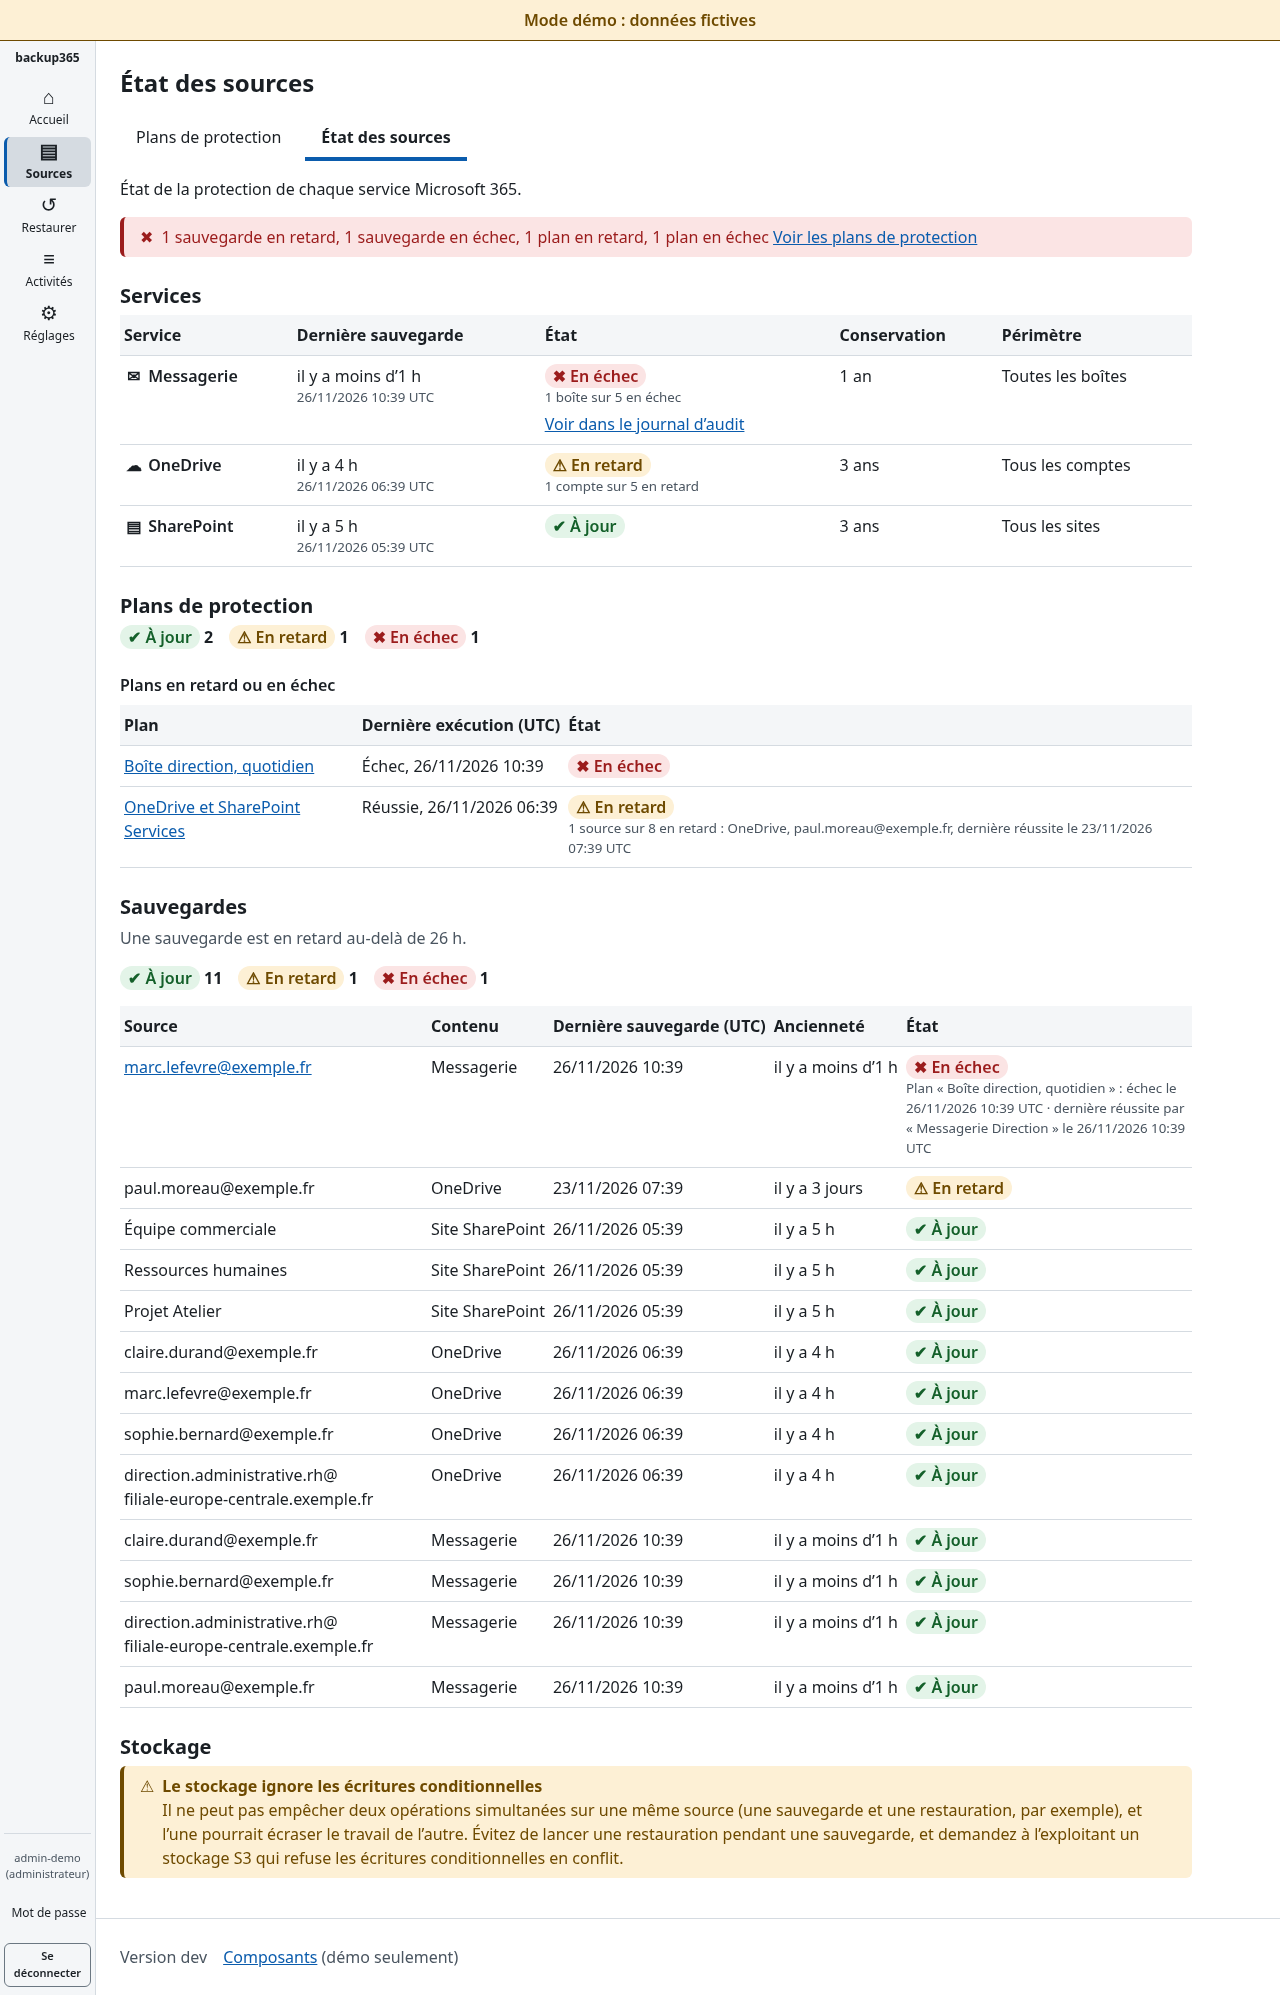 Mode démo : données fictives
backup365
Accueil
Sources
Restaurer
Activités
Réglages
État des sources
Plans de protection État des sources
État de la protection de chaque service Microsoft 365.
✖ 1 sauvegarde en retard, 1 sauvegarde en échec, 1 plan en retard, 1 plan en échec Voir les plans de protection
Services
Service Dernière sauvegarde État Conservation Périmètre
Messagerie il y a moins d’1 h ✖ En échec 1 an Toutes les boîtes
26/11/2026 10:39 UTC 1 boîte sur 5 en échec
Voir dans le journal d’audit
OneDrive il y a 4 h ⚠ En retard 3 ans Tous les comptes
26/11/2026 06:39 UTC 1 compte sur 5 en retard
SharePoint il y a 5 h ✔ À jour 3 ans Tous les sites
26/11/2026 05:39 UTC
Plans de protection
✔ À jour 2 ⚠ En retard 1 ✖ En échec 1
Plans en retard ou en échec
Plan Dernière exécution (UTC) État
Boîte direction, quotidien Échec, 26/11/2026 10:39 ✖ En échec
OneDrive et SharePoint Réussie, 26/11/2026 06:39 ⚠ En retard
Services 1 source sur 8 en retard : OneDrive, paul.moreau@exemple.fr, dernière réussite le 23/11/2026
07:39 UTC
Sauvegardes
Une sauvegarde est en retard au-delà de 26 h.
✔ À jour 11 ⚠ En retard 1 ✖ En échec 1
Source Contenu Dernière sauvegarde (UTC) Ancienneté État
marc.lefevre@exemple.fr Messagerie 26/11/2026 10:39 il y a moins d’1 h ✖ En échec
Plan « Boîte direction, quotidien » : échec le
26/11/2026 10:39 UTC · dernière réussite par
« Messagerie Direction » le 26/11/2026 10:39
UTC
paul.moreau@exemple.fr OneDrive 23/11/2026 07:39 il y a 3 jours ⚠ En retard
Équipe commerciale Site SharePoint 26/11/2026 05:39 il y a 5 h ✔ À jour
Ressources humaines Site SharePoint 26/11/2026 05:39 il y a 5 h ✔ À jour
Projet Atelier Site SharePoint 26/11/2026 05:39 il y a 5 h ✔ À jour
claire.durand@exemple.fr OneDrive 26/11/2026 06:39 il y a 4 h ✔ À jour
marc.lefevre@exemple.fr OneDrive 26/11/2026 06:39 il y a 4 h ✔ À jour
sophie.bernard@exemple.fr OneDrive 26/11/2026 06:39 il y a 4 h ✔ À jour
direction.administrative.rh@ OneDrive 26/11/2026 06:39 il y a 4 h ✔ À jour
filiale-europe-centrale.exemple.fr
claire.durand@exemple.fr Messagerie 26/11/2026 10:39 il y a moins d’1 h ✔ À jour
sophie.bernard@exemple.fr Messagerie 26/11/2026 10:39 il y a moins d’1 h ✔ À jour
direction.administrative.rh@ Messagerie 26/11/2026 10:39 il y a moins d’1 h ✔ À jour
filiale-europe-centrale.exemple.fr
paul.moreau@exemple.fr Messagerie 26/11/2026 10:39 il y a moins d’1 h ✔ À jour
Stockage
⚠ Le stockage ignore les écritures conditionnelles
Il ne peut pas empêcher deux opérations simultanées sur une même source (une sauvegarde et une restauration, par exemple), et
l’une pourrait écraser le travail de l’autre. Évitez de lancer une restauration pendant une sauvegarde, et demandez à l’exploitant un
stockage S3 qui refuse les écritures conditionnelles en conflit.
admin-demo
(administrateur)
Mot de passe
Se
déconnecter
Version dev Composants (démo seulement)